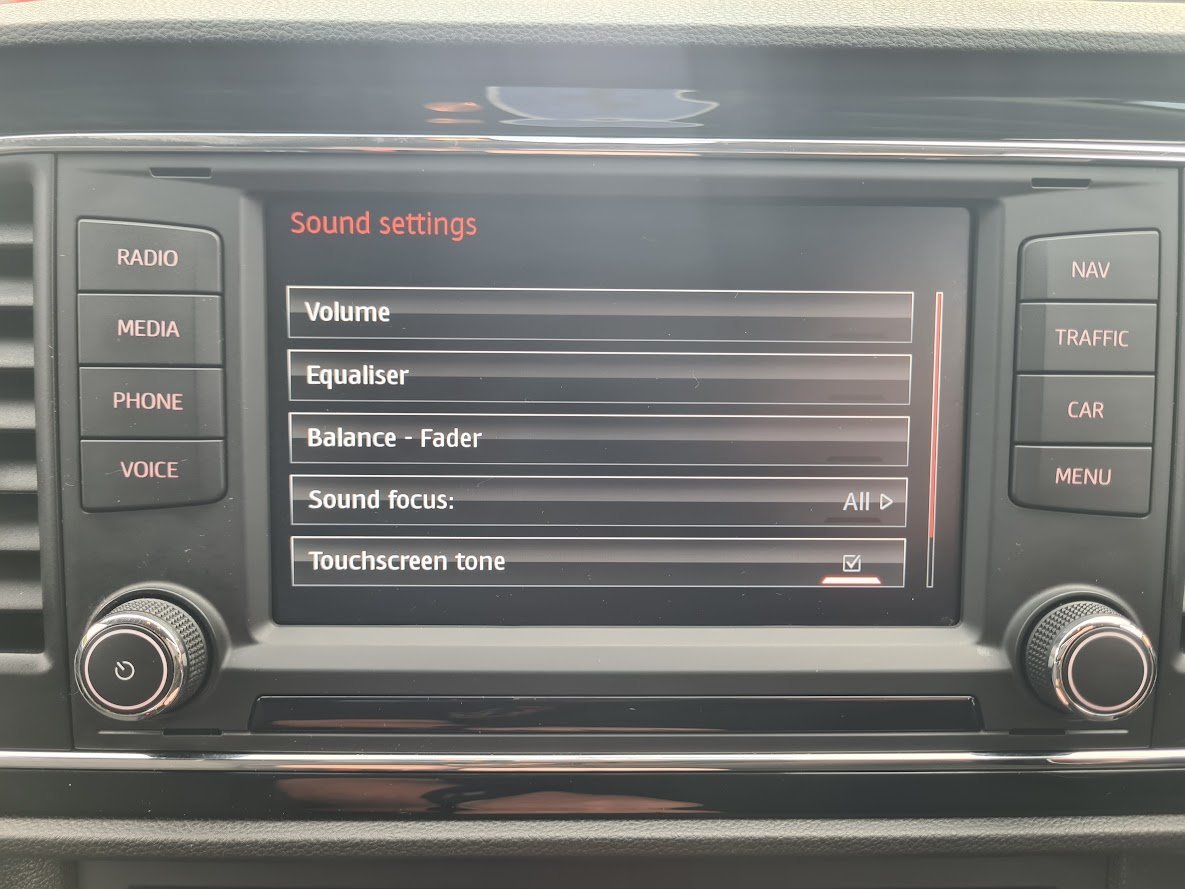 Sound settings
RADIO
MEDIA
PHONE
VOICE
Volume
Equaliser
Balance - Fader
Sound focus: All
Touchscreen tone
NAV
TRAFFIC
CAR
MENU